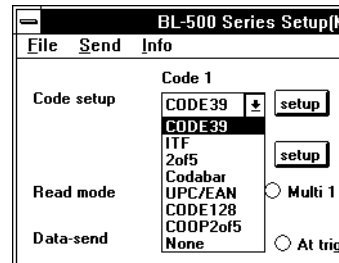 BL-500 Series Setup(
File Send Info
Code 1
Code setup CODE39 setup
CODE39
ITF
2of5 setup
Codabar
Read mode UPC/EAN Multi 1
CODE128
COOP2of5
Data-send None At trig